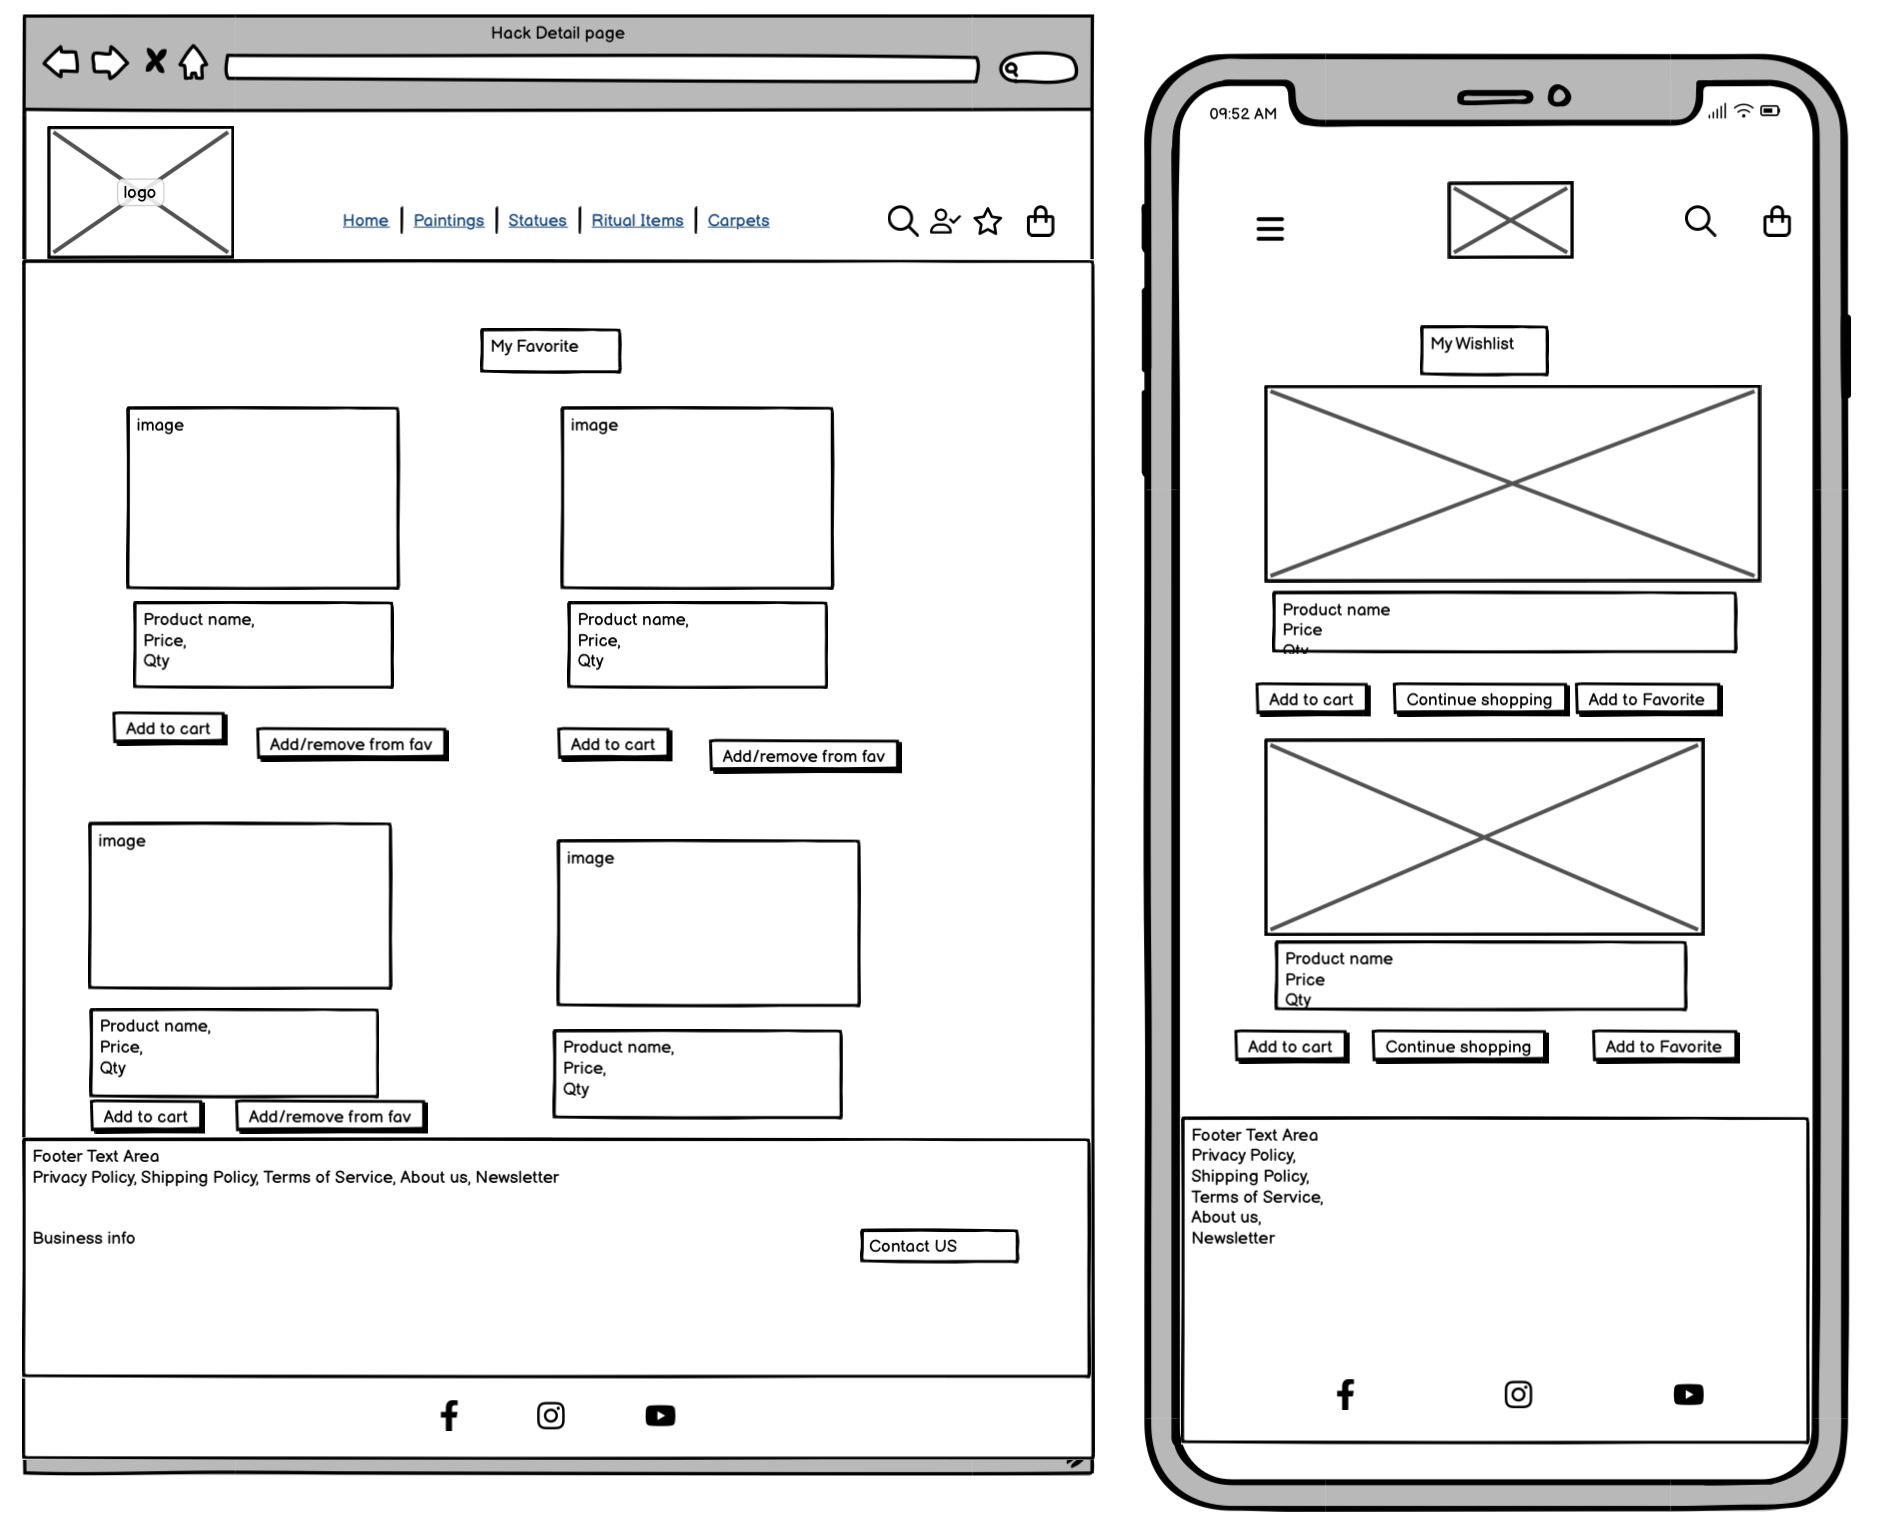 Hack Detail page
logo
Home
Paintings
Statues
Ritual Items
Carpets
My Favorite
image
image
Product name,
Price,
Qty
Product name,
Price,
Qty
Add to cart
Add/remove from fav
Add to cart
Add/remove from fav
image
image
Product name,
Price,
Qty
Product name,
Price,
Qty
Add to cart
Add/remove from fav
Footer Text Area
Privacy Policy, Shipping Policy, Terms of Service, About us, Newsletter
Business info
Contact US
09:52 AM
My Wishlist
Product name
Price
Qty
Add to cart
Continue shopping
Add to Favorite
Product name
Price
Qty
Add to cart
Continue shopping
Add to Favorite
Footer Text Area
Privacy Policy,
Shipping Policy,
Terms of Service,
About us,
Newsletter